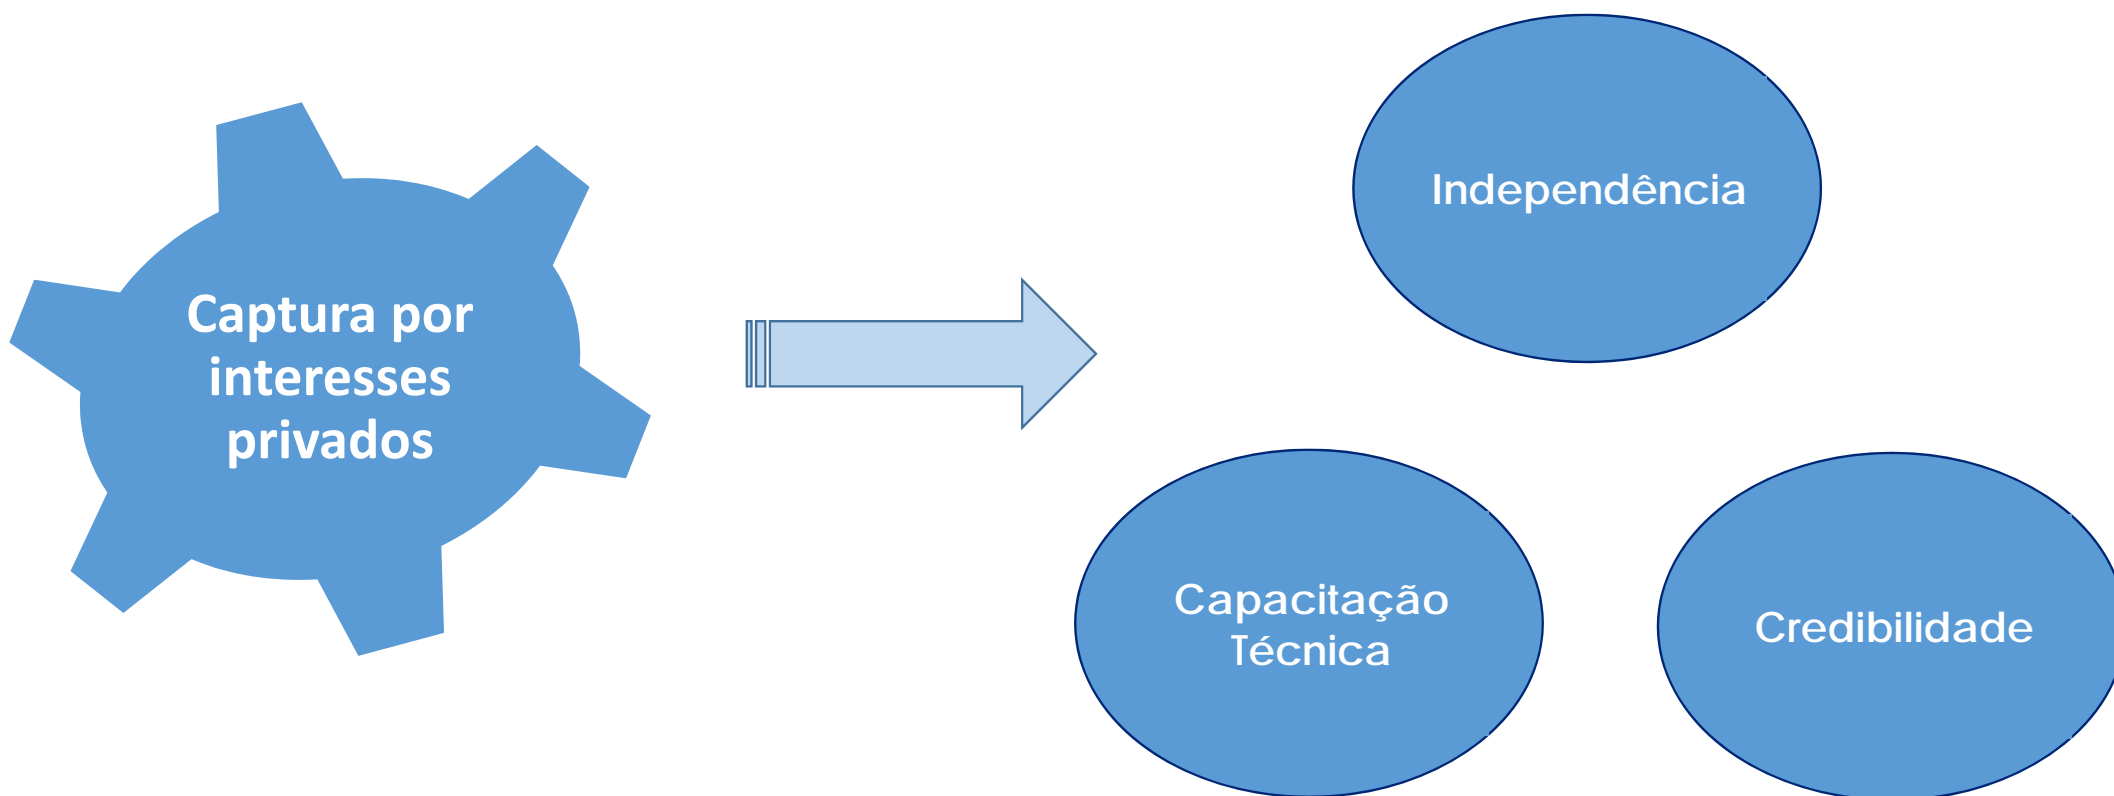 Captura por
interesses
privados
Independência
Capacitação
Técnica
Credibilidade